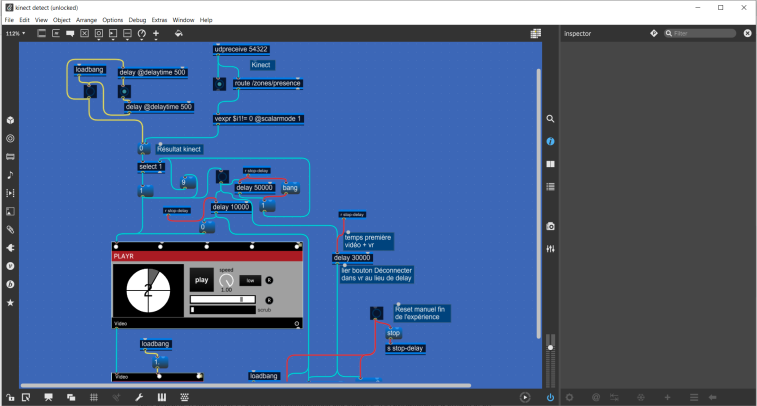 kinect detect (unlocked)
File Edit View Object Arrange Options Debug Extras Window Help
112%
inspector
Filter
udpreceive 54322
Kinect
loadbang
delay @delaytime 500
route /zones/presence
delay @delaytime 500
vexpr $i1!= 0 @scalarmode 1
0
Résultat kinect
select 1
1
9
r stop-delay
delay 50000
bang
r stop-delay
delay 10000
1
0
r stop-delay
temps première
vidéo + vr
delay 30000
lier bouton Déconnecter
dans vr au lieu de delay
PLAYR
2
play
speed
1.00
low
R
R
scrub
Video
Reset manuel fin
de l'expérience
stop
s stop-delay
loadbang
1
Video
loadbang